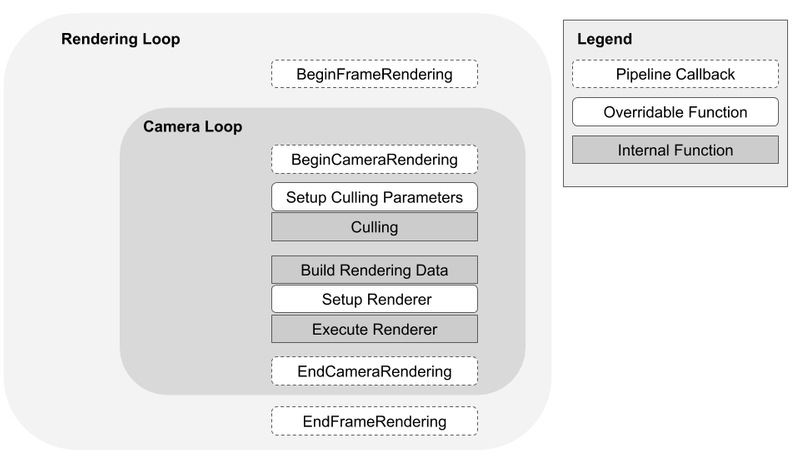 Rendering Loop
BeginFrameRendering
Camera Loop
BeginCameraRendering
Setup Culling Parameters
Culling
Build Rendering Data
Setup Renderer
Execute Renderer
EndCameraRendering
EndFrameRendering
Legend
Pipeline Callback
Overridable Function
Internal Function